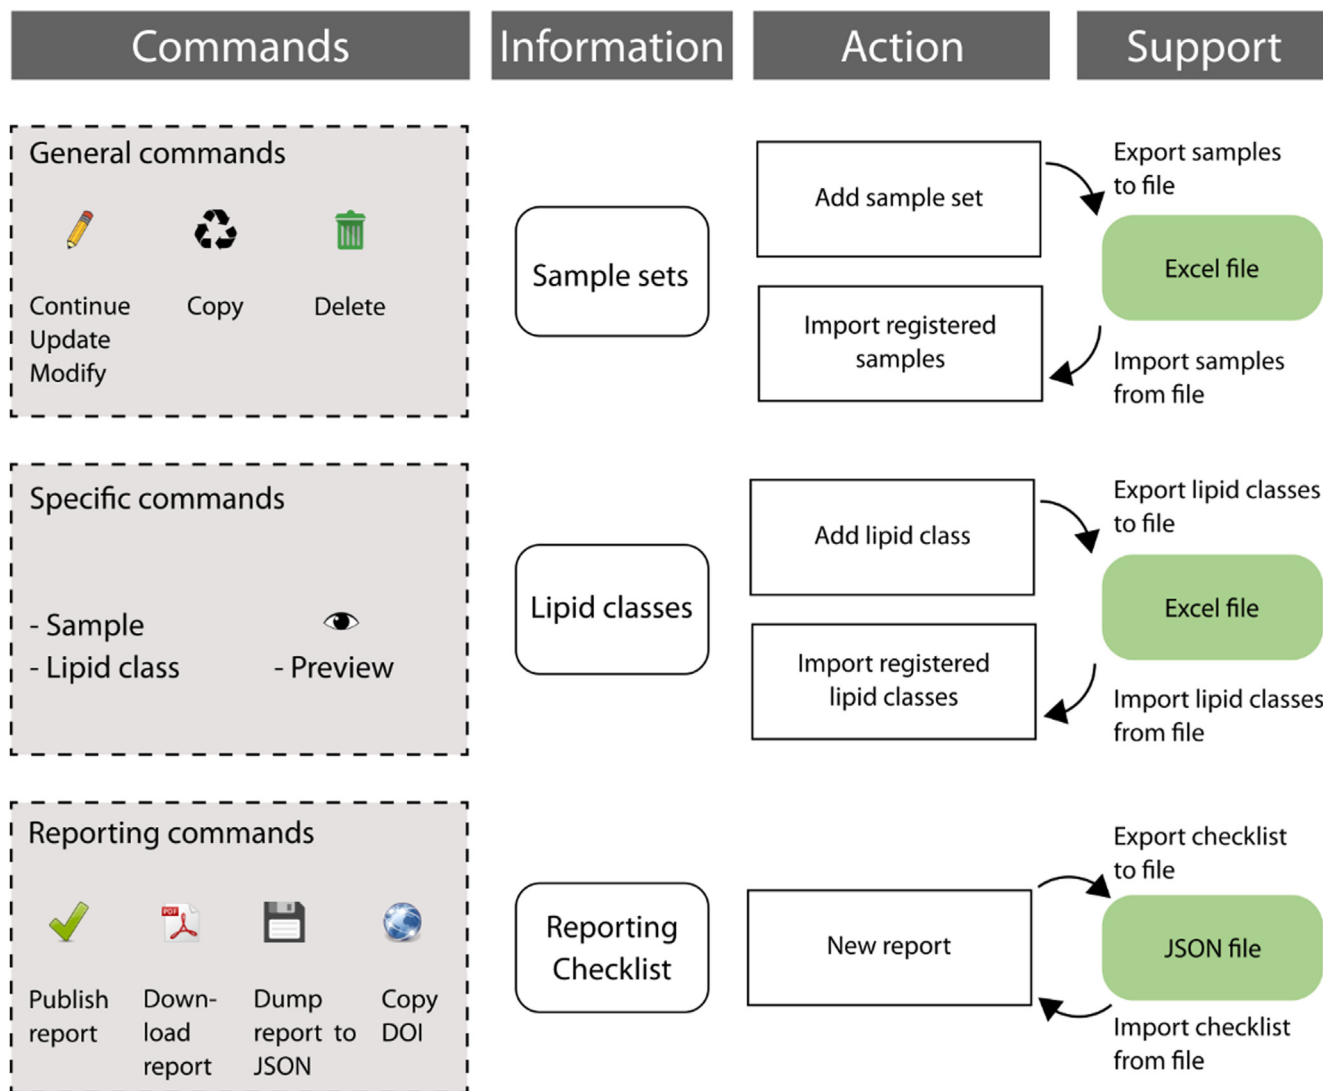 Commands
Information
Action
Support
General commands
Continue
Update
Modify
Copy
Delete
Sample sets
Add sample set
Import registered
samples
Export samples
to file
Excel file
Import samples
from file
Specific commands
- Sample
- Lipid class
- Preview
Lipid classes
Add lipid class
Import registered
lipid classes
Export lipid classes
to file
Excel file
Import lipid classes
from file
Reporting commands
PDF
Publish
report
Down-
load
report
Dump
report to
JSON
Copy
DOI
Reporting
Checklist
New report
Export checklist
to file
JSON file
Import checklist
from file